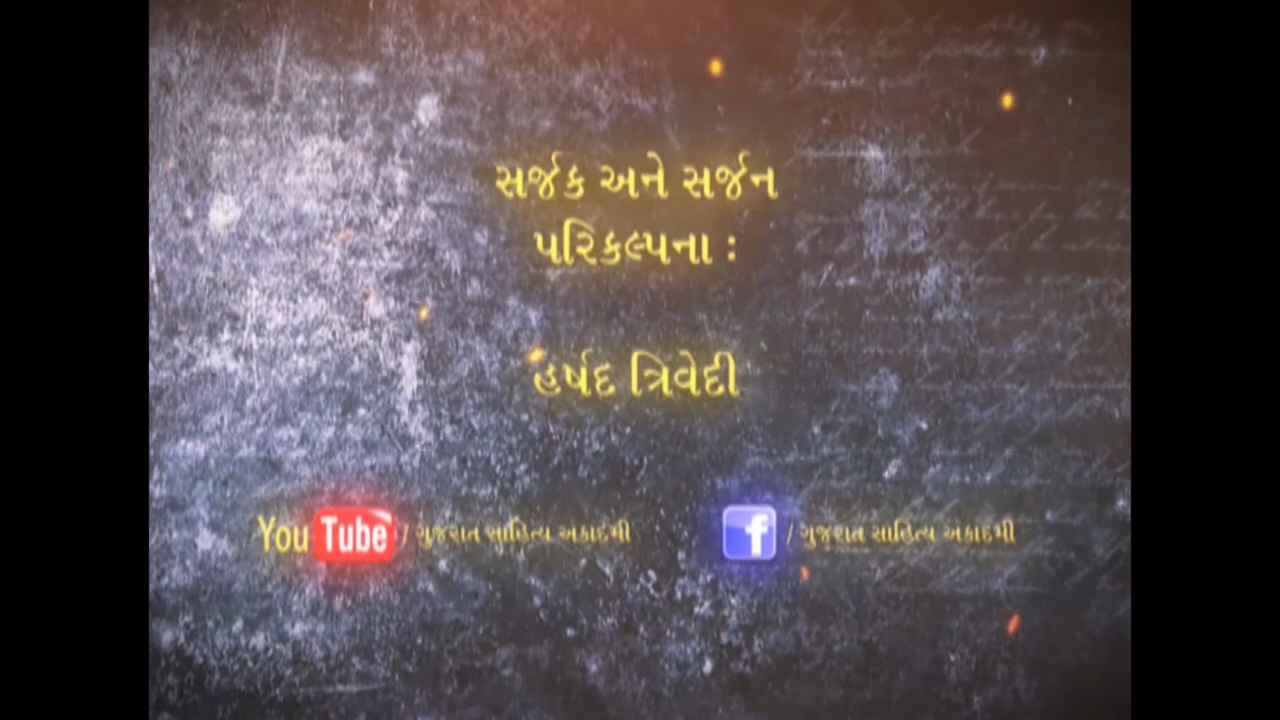 સર્જક અને સર્જન
પરિકલ્પના :
હર્ષદ ત્રિવેદી
YouTube / ગુજરાત સાહિત્ય અકાદમી
f / ગુજરાત સાહિત્ય અકાદમી